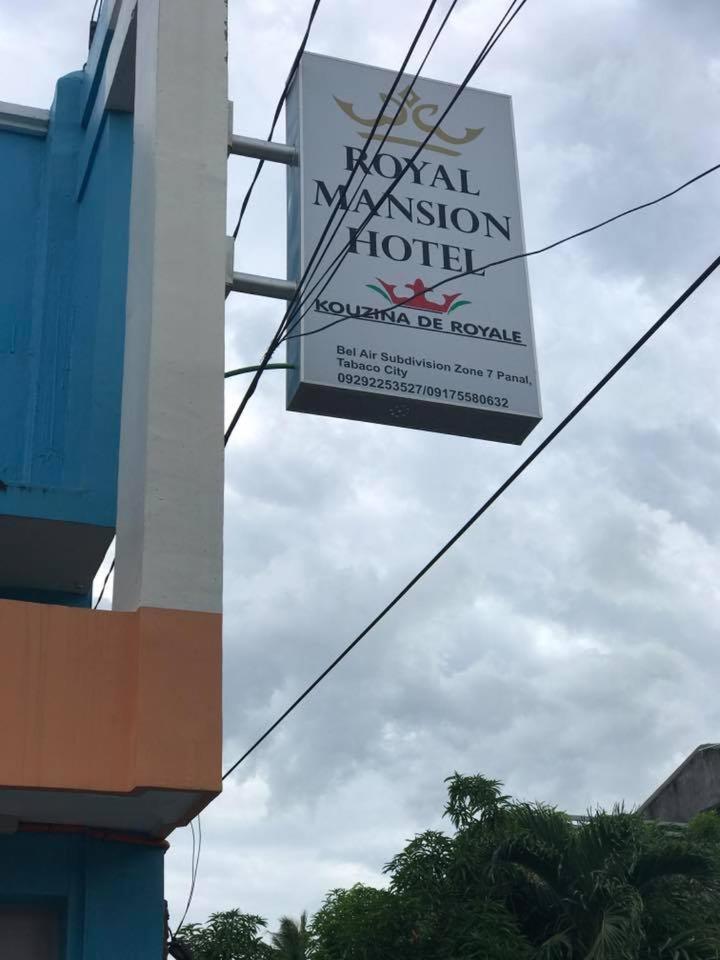 ROYAL
MANSION
HOTEL
KOUZINA DE ROYALE
Bel Air Subdivision Zone 7 Panal,
Tabaco City
09292253527/09175580632